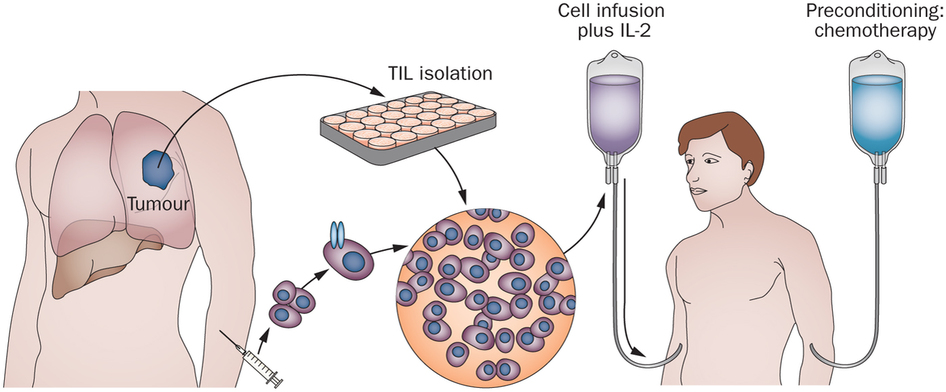 Cell infusion
plus IL-2
Preconditioning:
chemotherapy
TIL isolation
Tumour